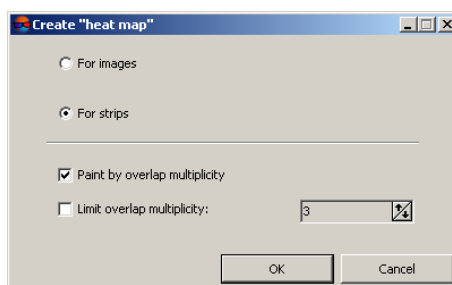 Create "heat map"
For images
For strips
Paint by overlap multiplicity
Limit overlap multiplicity: 3
OK Cancel